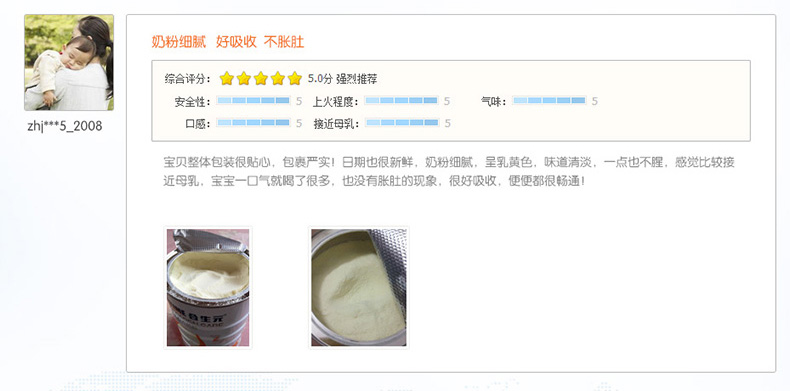 奶粉细腻 好吸收 不胀肚
综合评分： 5.0分 强烈推荐
安全性： 5 上火程度： 5 气味： 5
口感： 5 接近母乳： 5
zhj***5_2008
宝贝整体包装很贴心，包裹严实！日期也很新鲜，奶粉细腻，呈乳黄色，味道清淡，一点也不腥，感觉比较接
近母乳，宝宝一口气就喝了很多，也没有胀肚的现象，很好吸收，便便都很畅通！
合生元